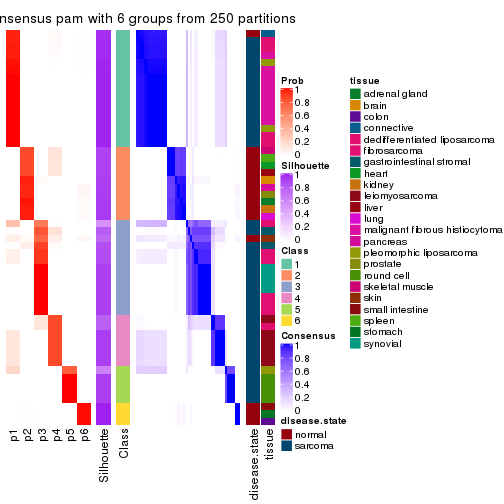 nsensus pam with 6 groups from 250 partitions
Prob
1
0.8
0.6
0.4
0.2
0
Silhouette
1
0.8
0.6
0.4
0.2
0
Class
1
2
3
4
5
6
Consensus
1
0.8
0.6
0.4
0.2
0
disease.state
normal
sarcoma
tissue
adrenal gland
brain
colon
connective
dedifferentiated liposarcoma
fibrosarcoma
gastrointestinal stromal
heart
kidney
leiomyosarcoma
liver
lung
malignant fibrous histiocytoma
pancreas
pleomorphic liposarcoma
prostate
round cell
skeletal muscle
skin
small intestine
spleen
stomach
synovial
p1
p2
p3
p4
p5
p6
Silhouette
Class
disease.state
tissue